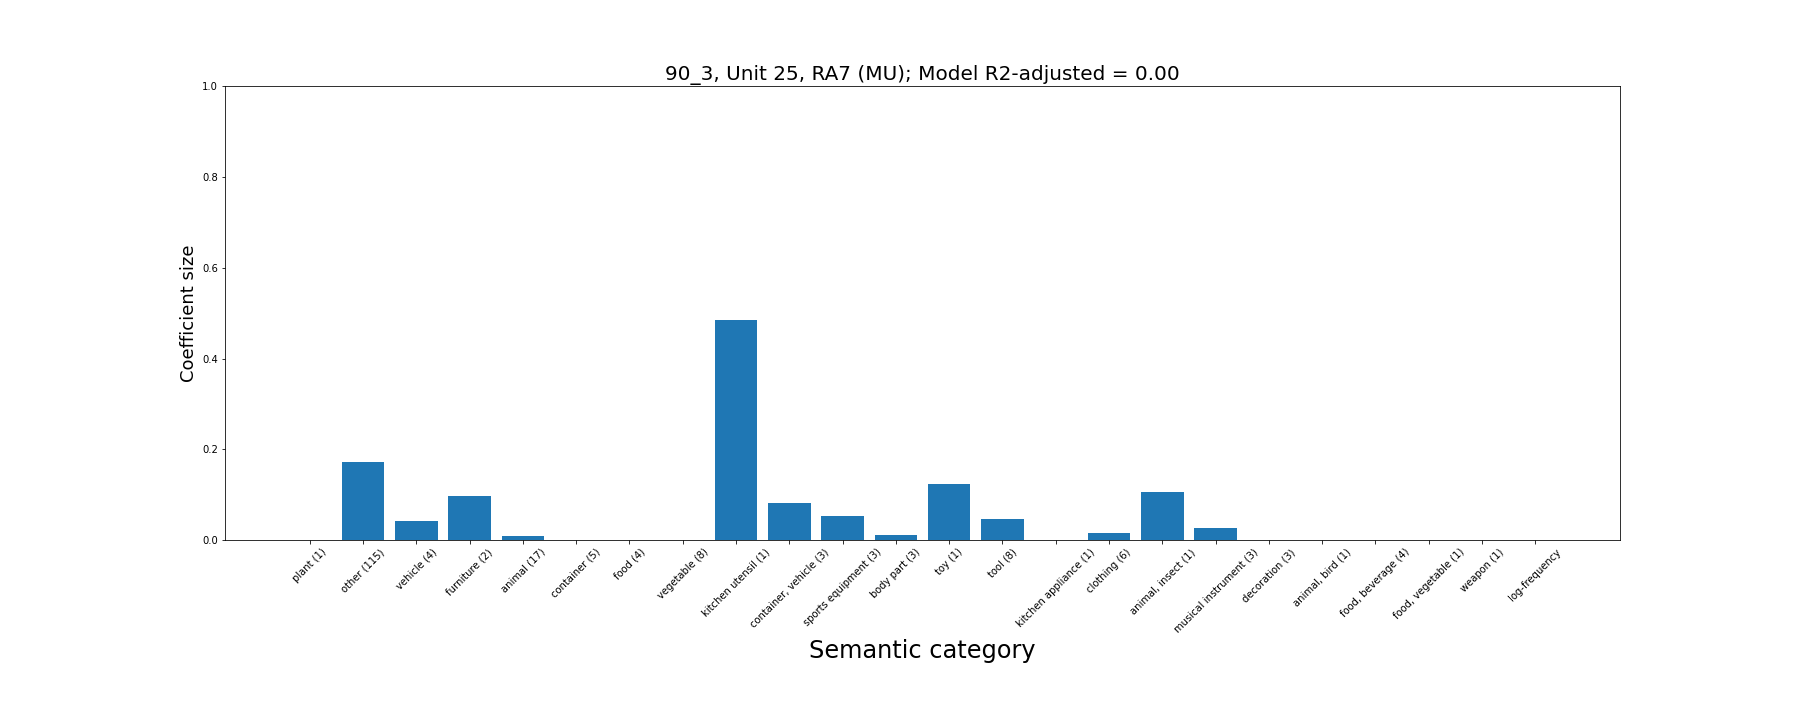 90_3, Unit 25, RA7 (MU); Model R2-adjusted = 0.00
Coefficient size
1.0
0.8
0.6
0.4
0.2
0.0
plant (1)
other (115)
vehicle (4)
furniture (2)
animal (17)
container (5)
food (4)
vegetable (8)
kitchen utensil (1)
container, vehicle (3)
sports equipment (3)
body part (3)
toy (1)
tool (8)
kitchen appliance (1)
clothing (6)
animal, insect (1)
musical instrument (3)
decoration (3)
animal, bird (1)
food, beverage (4)
food, vegetable (1)
weapon (1)
log-frequency
Semantic category